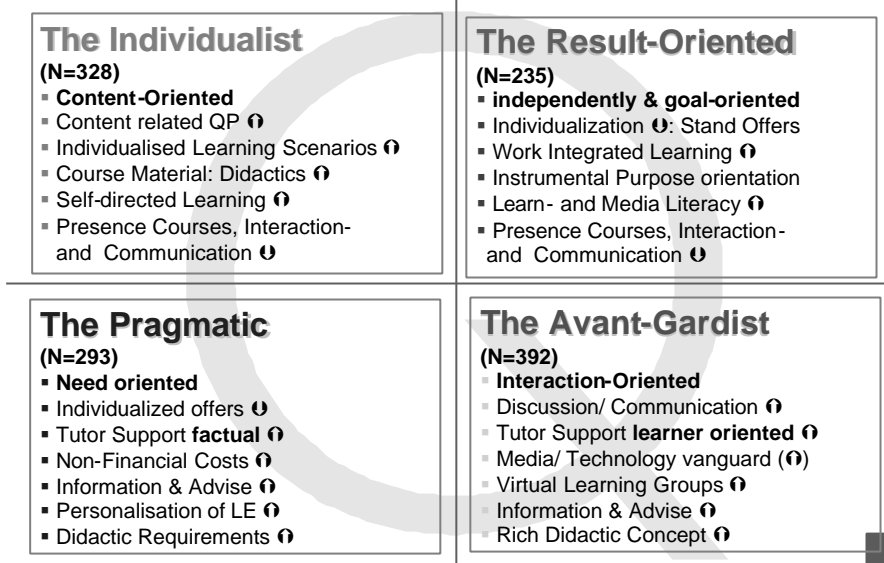 The Individualist
(N=328)
▪ Content-Oriented
▪ Content related QP ⋂
▪ Individualised Learning Scenarios ⋂
▪ Course Material: Didactics ⋂
▪ Self-directed Learning ⋂
▪ Presence Courses, Interaction-
and Communication ⋃
The Result-Oriented
(N=235)
▪ independently & goal-oriented
▪ Individualization ⋃: Stand Offers
▪ Work Integrated Learning ⋂
▪ Instrumental Purpose orientation
▪ Learn- and Media Literacy ⋂
▪ Presence Courses, Interaction-
and Communication ⋃
The Pragmatic
(N=293)
▪ Need oriented
▪ Individualized offers ⋃
▪ Tutor Support factual ⋂
▪ Non-Financial Costs ⋂
▪ Information & Advise ⋂
▪ Personalisation of LE ⋂
▪ Didactic Requirements ⋂
The Avant-Gardist
(N=392)
▪ Interaction-Oriented
▪ Discussion/ Communication ⋂
▪ Tutor Support learner oriented ⋂
▪ Media/ Technology vanguard (⋂)
▪ Virtual Learning Groups ⋂
▪ Information & Advise ⋂
▪ Rich Didactic Concept ⋂